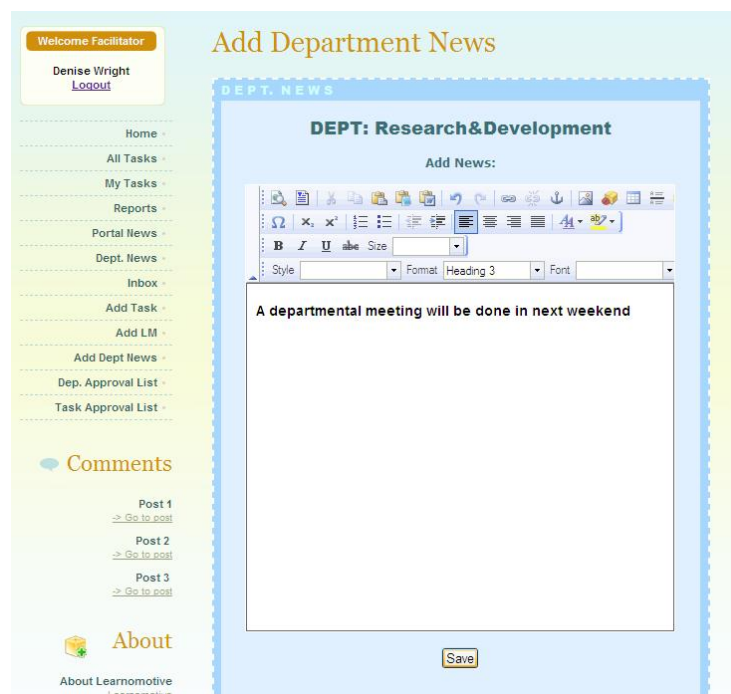 Welcome Facilitator
Denise Wright
Logout
Home
All Tasks
My Tasks
Reports
Portal News
Dept. News
Inbox
Add Task
Add LM
Add Dept News
Dep. Approval List
Task Approval List
Comments
Post 1
-> Go to post
Post 2
-> Go to post
Post 3
-> Go to post
About
About Learnomotive
Add Department News
DEPT. NEWS
DEPT: Research&Development
Add News:
B I U abc Size
Style Format Heading 3 Font
A departmental meeting will be done in next weekend
Save